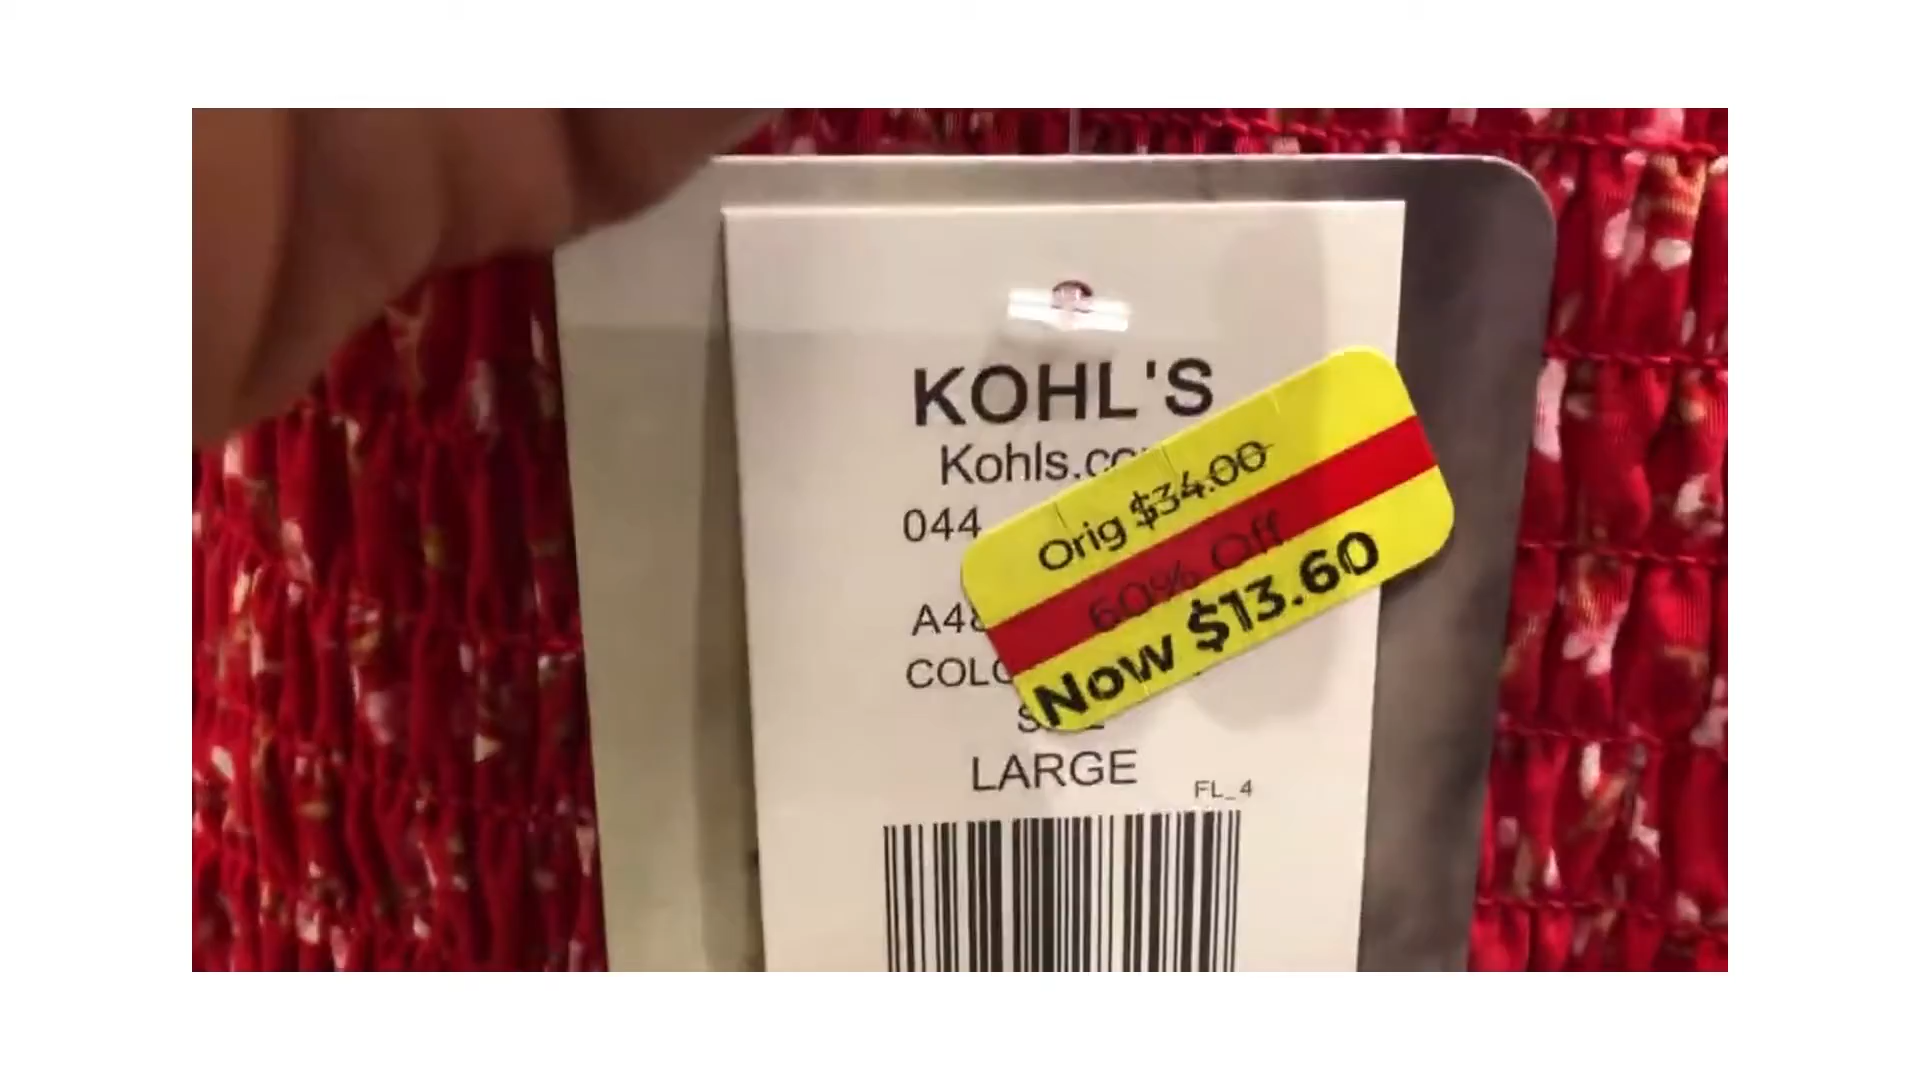 KOHL'S
Kohls.co
044
A48
COLO
LARGE
FL_4
Orig $34.00
60% Off
Now $13.60